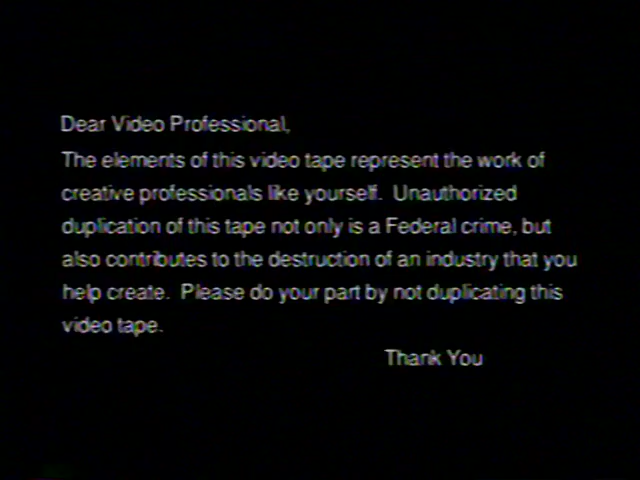 Dear Video Professional,
The elements of this video tape represent the work of
creative professionals like yourself.  Unauthorized
duplication of this tape not only is a Federal crime, but
also contributes to the destruction of an industry that you
help create.  Please do your part by not duplicating this
video tape.
Thank You